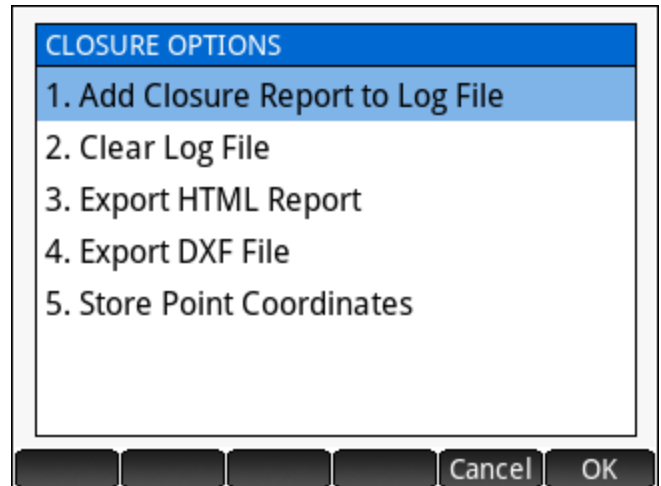 CLOSURE OPTIONS
1. Add Closure Report to Log File
2. Clear Log File
3. Export HTML Report
4. Export DXF File
5. Store Point Coordinates
Cancel OK